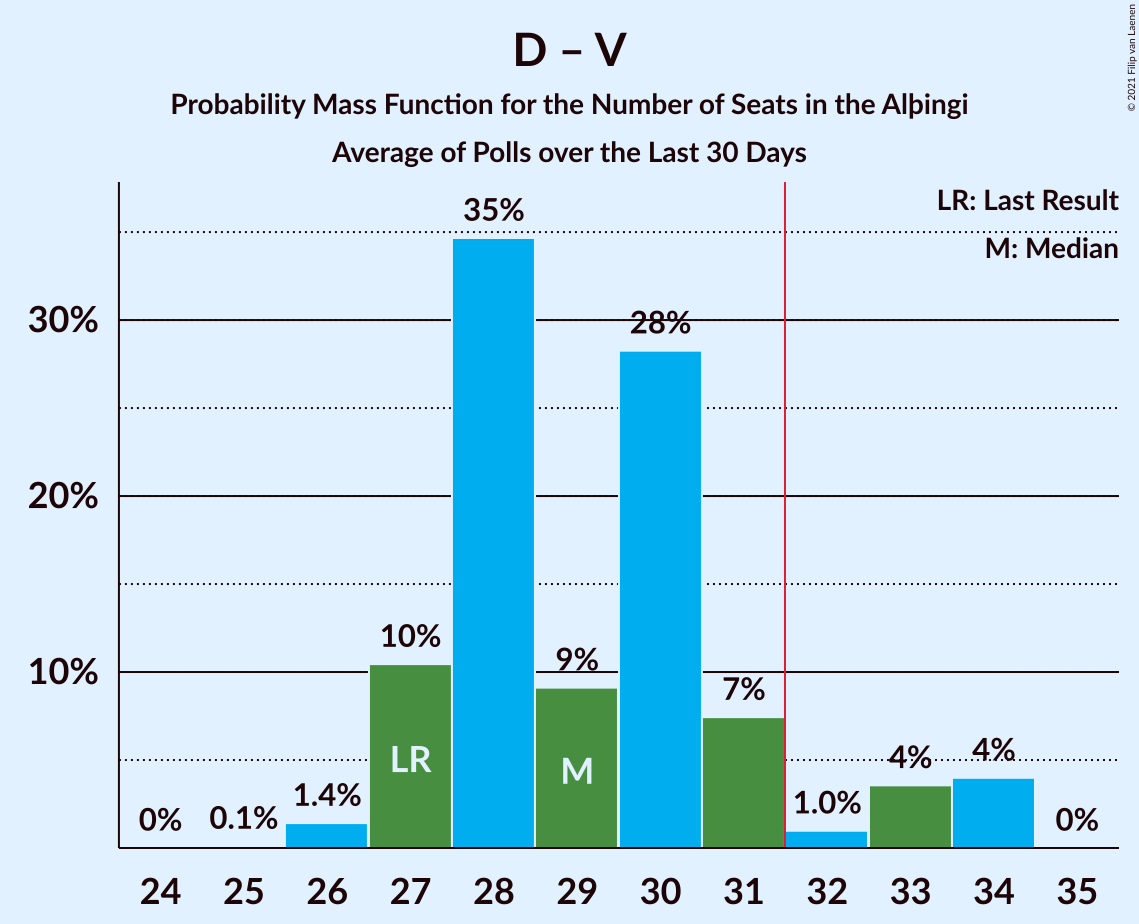 D – V
Probability Mass Function for the Number of Seats in the Alþingi
Average of Polls over the Last 30 Days
© 2021 Filip van Laenen
LR: Last Result
M: Median
30%
20%
10%
0%
0.1%
1.4%
10%
35%
9%
28%
7%
1.0%
4%
4%
0%
LR
M
24 25 26 27 28 29 30 31 32 33 34 35